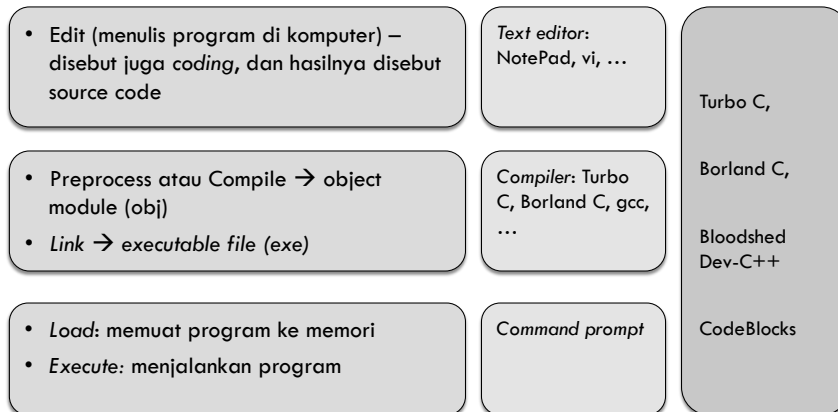 • Edit (menulis program di komputer) –
disebut juga coding, dan hasilnya disebut
source code
Text editor:
NotePad, vi, …
• Preprocess atau Compile → object
module (obj)
• Link → executable file (exe)
Compiler: Turbo
C, Borland C, gcc,
…
• Load: memuat program ke memori
• Execute: menjalankan program
Command prompt
Turbo C,
Borland C,
Bloodshed
Dev-C++
CodeBlocks